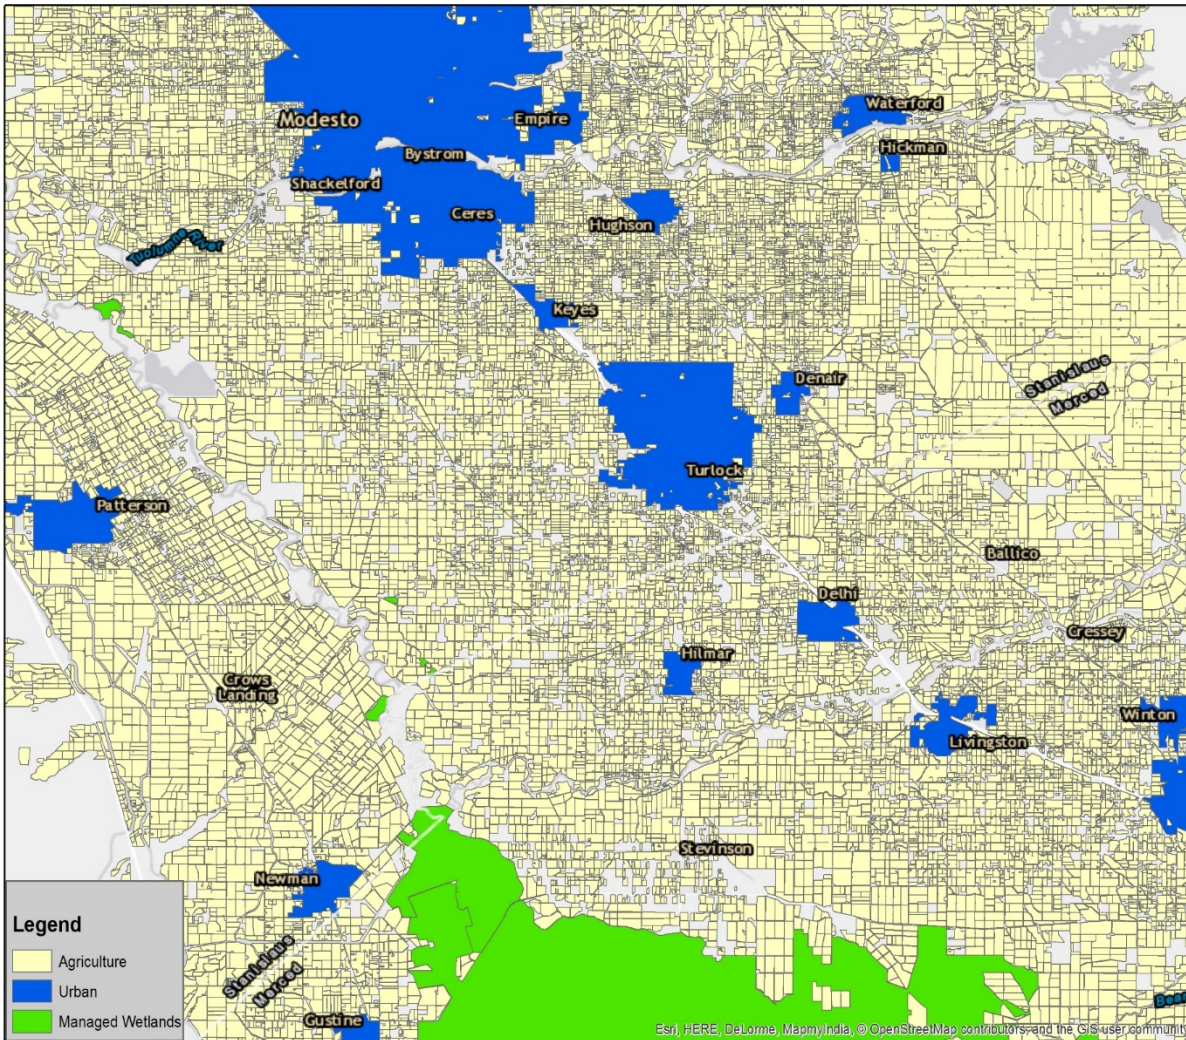 Modesto
Empire
Waterford
Hickman
Bystrom
Shackelford
Ceres
Hughson
Tuolumne River
Keyes
Denair
Stanislaus
Merced
Turlock
Patterson
Ballico
Delhi
Cressey
Hilmar
Crows
Landing
Winton
Livingston
Stevinson
Newman
Stanislaus
Merced
Gustine
Bear
Legend
Agriculture
Urban
Managed Wetlands
Esri, HERE, DeLorme, MapmyIndia, © OpenStreetMap contributors, and the GIS user community